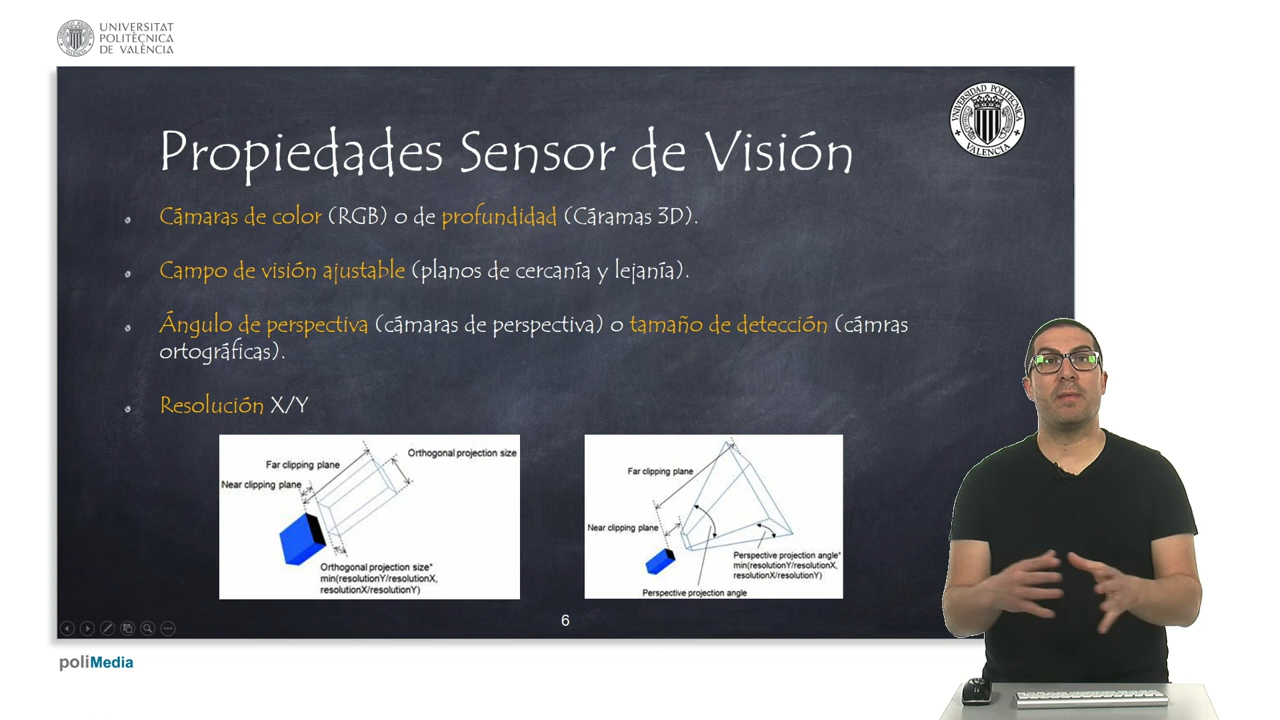 UNIVERSITAT
POLITÈCNICA
DE VALÈNCIA
UNIVERSIDAD POLITECNICA
VALENCIA
Propiedades Sensor de Visión
Cámaras de color (RGB) o de profundidad (Cáramas 3D).
Campo de visión ajustable (planos de cercanía y lejanía).
Ángulo de perspectiva (cámaras de perspectiva) o tamaño de detección (cámras
ortográficas).
Resolución X/Y
Orthogonal projection size
Far clipping plane
Near clipping plane
Orthogonal projection size*
min(resolutionY/resolutionX,
resolutionX/resolutionY)
Far clipping plane
Near clipping plane
Perspective projection angle*
min(resolutionY/resolutionX,
resolutionX/resolutionY)
Perspective projection angle
6
poliMedia